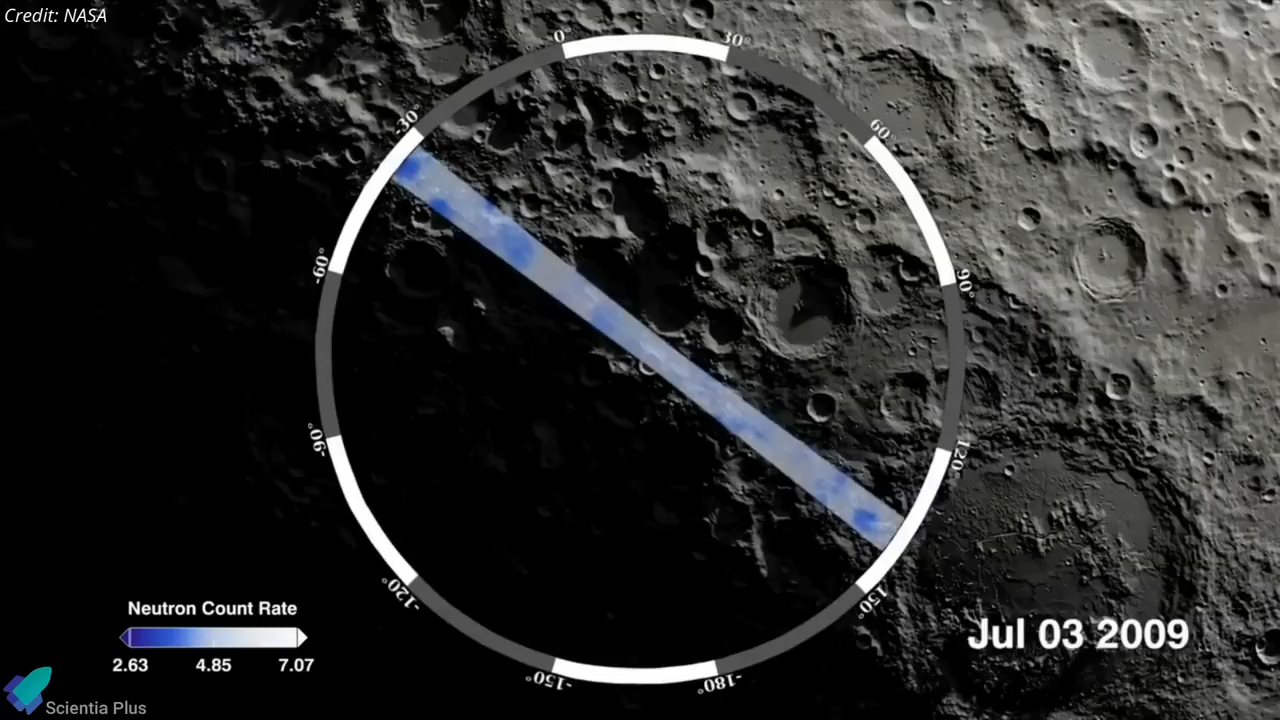 Credit: NASA
0°
30°
-30°
60°
-60°
90°
-90°
120°
-120°
150°
-150°
-180°
Neutron Count Rate
2.63 4.85 7.07
Jul 03 2009
Scientia Plus